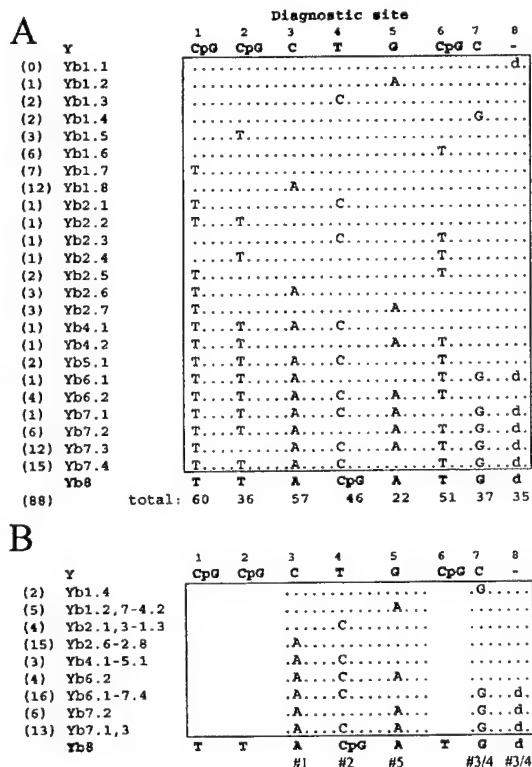 A
Diagnostic site
1 2 3 4 5 6 7 8
Y CpG CpG C T G CpG C -
(0) Yb1.1 .........................................d.
(1) Yb1.2 ..........................A................
(2) Yb1.3 ...................C.......................
(2) Yb1.4 .....................................G.....
(3) Yb1.5 ......T....................................
(6) Yb1.6 ................................T..........
(7) Yb1.7 T..........................................
(12) Yb1.8 .............A.............................
(1) Yb2.1 T..................C.......................
(1) Yb2.2 T.....T....................................
(1) Yb2.3 ...................C............T..........
(1) Yb2.4 ......T.........................T..........
(2) Yb2.5 T...............................T..........
(3) Yb2.6 T............A.............................
(3) Yb2.7 T.........................A................
(1) Yb4.1 T.....T......A.....C.......................
(1) Yb4.2 T.....T...................A.....T..........
(2) Yb5.1 T.....T......A.....C............T..........
(1) Yb6.1 T.....T......A..................T....G...d.
(4) Yb6.2 T.....T......A.....C......A.....T..........
(1) Yb7.1 T.....T......A.....C......A..........G...d.
(6) Yb7.2 T.....T......A............A.....T....G...d.
(12) Yb7.3 T............A.....C......A.....T....G...d.
(15) Yb7.4 T.....T......A.....C............T....G...d.
Yb8 T T A CpG A T G d
(88) total: 60 36 57 46 22 51 37 35
B
1 2 3 4 5 6 7 8
Y CpG CpG C T G CpG C -
(2) Yb1.4 .................... .G.....
(5) Yb1.2,7-4.2 ..............A..... .......
(4) Yb2.1,3-1.3 .......C............ .......
(15) Yb2.6-2.8 .A.................. .......
(3) Yb4.1-5.1 .A.....C............ .......
(4) Yb6.2 .A.....C......A..... .......
(16) Yb6.1-7.4 .A.....C............ .G...d.
(6) Yb7.2 .A............A..... .G...d.
(13) Yb7.1,3 .A.....C......A..... .G...d.
Yb8 T T A CpG A T G d
#1 #2 #5 #3/4 #3/4